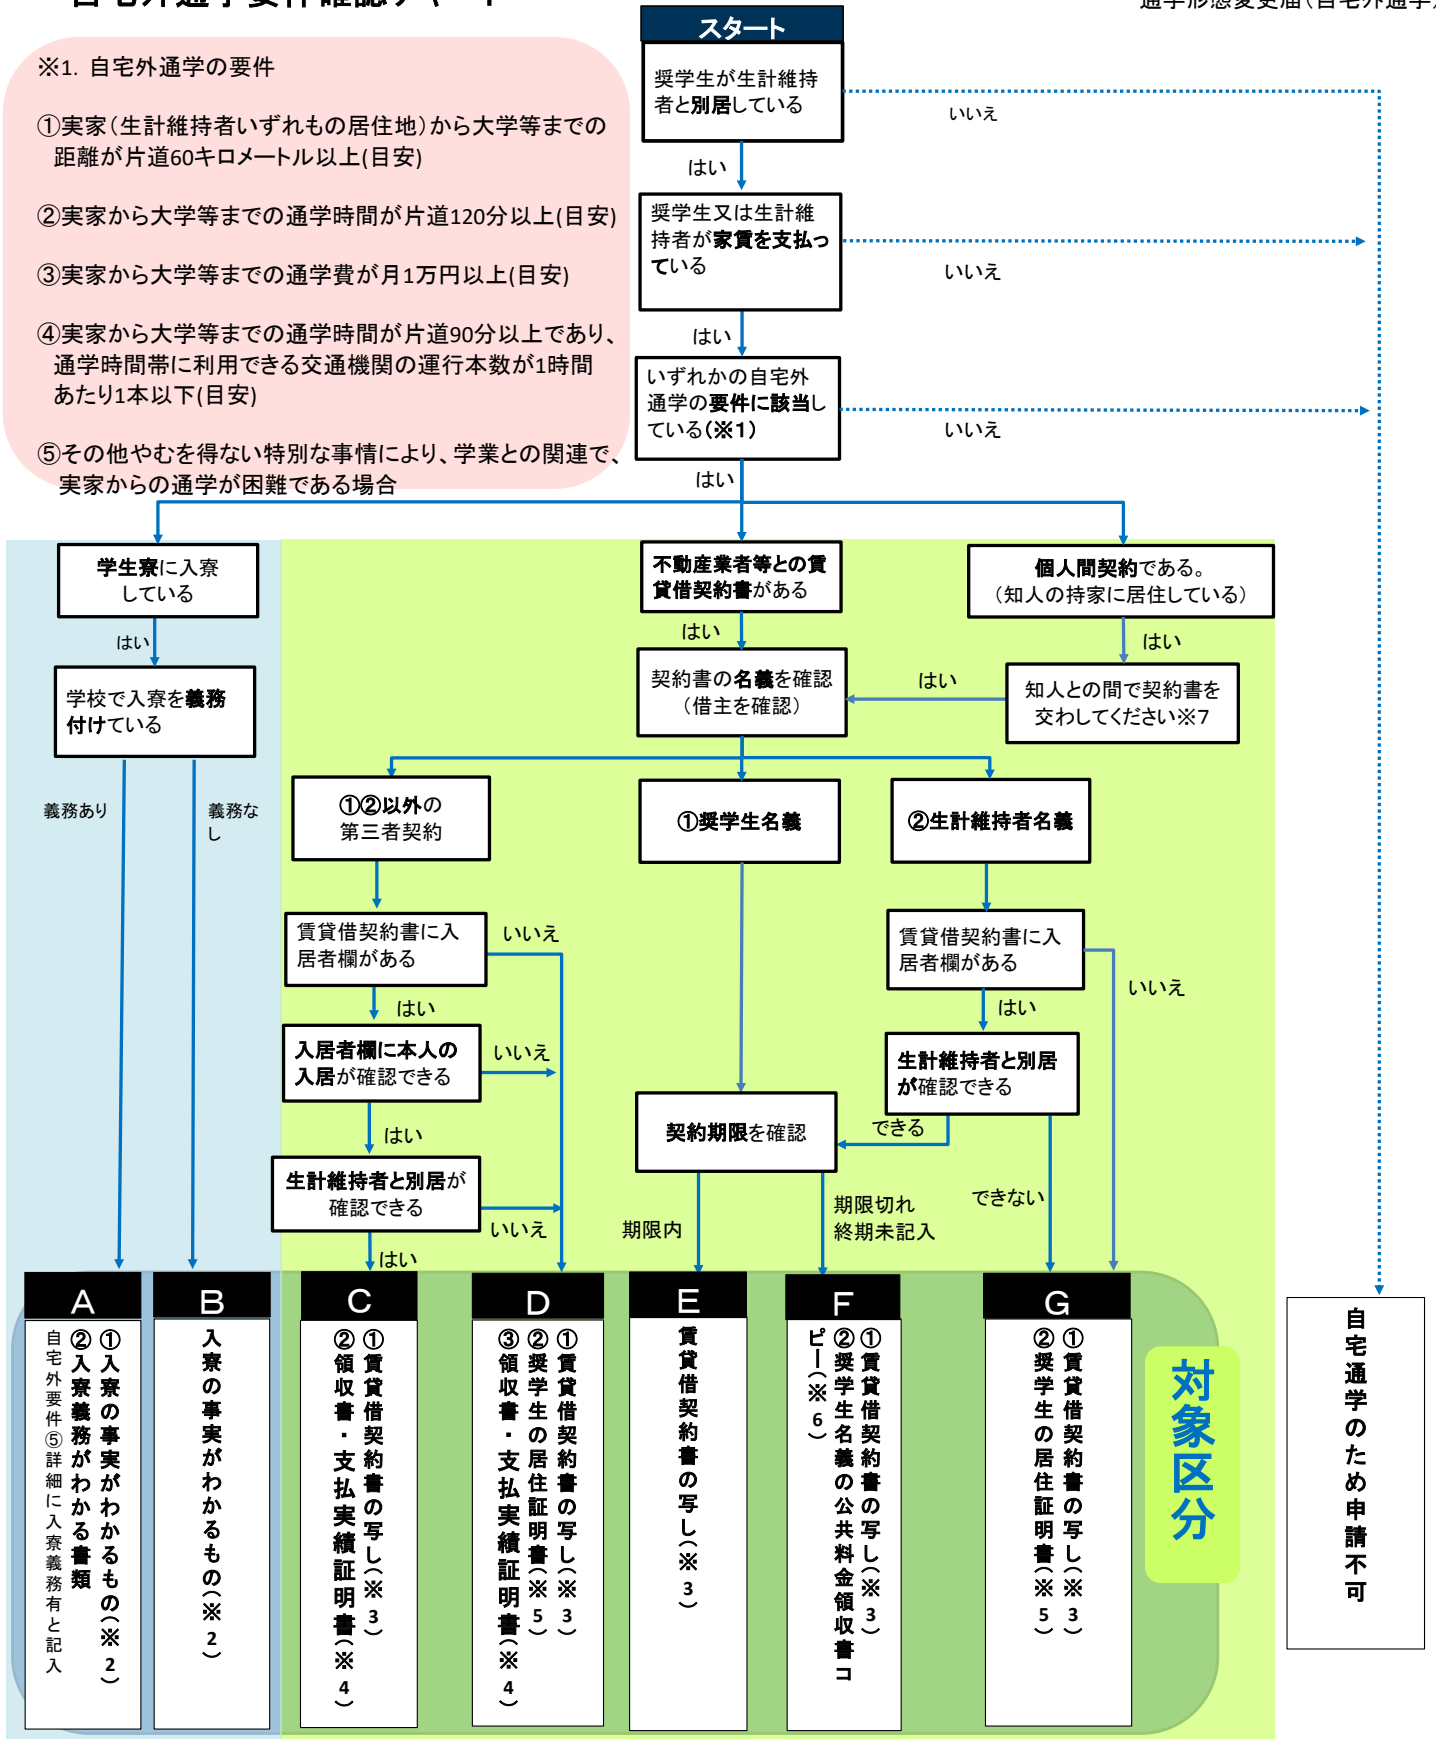 自宅外通学要件確認チャート
通学形態変更届(自宅外通学)
※1. 自宅外通学の要件
①実家(生計維持者いずれもの居住地)から大学等までの
距離が片道60キロメートル以上(目安)
②実家から大学等までの通学時間が片道120分以上(目安)
③実家から大学等までの通学費が月1万円以上(目安)
④実家から大学等までの通学時間が片道90分以上であり、
通学時間帯に利用できる交通機関の運行本数が1時間
あたり1本以下(目安)
⑤その他やむを得ない特別な事情により、学業との関連で、
実家からの通学が困難である場合
スタート
奨学生が生計維持
者と別居している
いいえ
はい
奨学生又は生計維
持者が家賃を支払っ
ている
いいえ
はい
いずれかの自宅外
通学の要件に該当し
ている(※1)
いいえ
はい
学生寮に入寮
している
はい
学校で入寮を義務
付けている
義務あり
義務な
し
不動産業者等との賃
貸借契約書がある
はい
契約書の名義を確認
(借主を確認)
個人間契約である。
(知人の持家に居住している)
はい
知人との間で契約書を
交わしてください※7
はい
①②以外の
第三者契約
①奨学生名義
②生計維持者名義
賃貸借契約書に入
居者欄がある
いいえ
はい
入居者欄に本人の
入居が確認できる
いいえ
はい
生計維持者と別居が
確認できる
いいえ
はい
賃貸借契約書に入
居者欄がある
いいえ
はい
生計維持者と別居
が確認できる
できる
できない
契約期限を確認
期限内
期限切れ
終期未記入
A
①入寮の事実がわかるもの(※2)
②入寮義務がわかる書類
自宅外要件⑤詳細に入寮義務有と記入
B
入寮の事実がわかるもの(※2)
C
①賃貸借契約書の写し(※3)
②領収書・支払実績証明書(※4)
D
①賃貸借契約書の写し(※3)
②奨学生の居住証明書(※5)
③領収書・支払実績証明書(※4)
E
賃貸借契約書の写し(※3)
F
①賃貸借契約書の写し(※3)
②奨学生名義の公共料金領収書コ
ピー(※6)
G
①賃貸借契約書の写し(※3)
②奨学生の居住証明書(※5)
対象区分
自宅通学のため申請不可